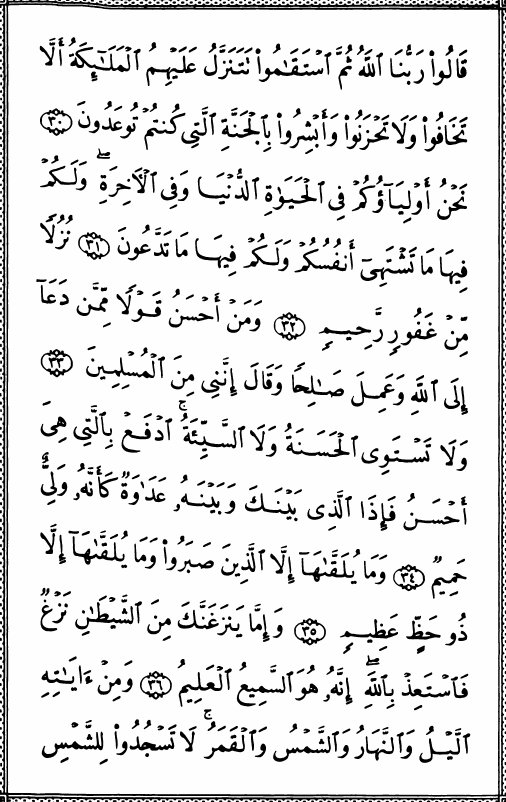 قَالُوا۟ رَبُّنَا ٱللَّهُ ثُمَّ ٱسْتَقَـٰمُوا۟ تَتَنَزَّلُ عَلَيْهِمُ ٱلْمَلَـٰٓئِكَةُ أَلَّا
تَخَافُوا۟ وَلَا تَحْزَنُوا۟ وَأَبْشِرُوا۟ بِٱلْجَنَّةِ ٱلَّتِى كُنتُمْ تُوعَدُونَ ٣٠
نَحْنُ أَوْلِيَآؤُكُمْ فِى ٱلْحَيَوٰةِ ٱلدُّنْيَا وَفِى ٱلْـَٔاخِرَةِ ۖ وَلَكُمْ
فِيهَا مَا تَشْتَهِىٓ أَنفُسُكُمْ وَلَكُمْ فِيهَا مَا تَدَّعُونَ ٣١ نُزُلًا
مِّنْ غَفُورٍ رَّحِيمٍ ٣٢ وَمَنْ أَحْسَنُ قَوْلًا مِّمَّن دَعَآ
إِلَى ٱللَّهِ وَعَمِلَ صَـٰلِحًا وَقَالَ إِنَّنِى مِنَ ٱلْمُسْلِمِينَ ٣٣
وَلَا تَسْتَوِى ٱلْحَسَنَةُ وَلَا ٱلسَّيِّئَةُ ۚ ٱدْفَعْ بِٱلَّتِى هِىَ
أَحْسَنُ فَإِذَا ٱلَّذِى بَيْنَكَ وَبَيْنَهُۥ عَدَٰوَةٌ كَأَنَّهُۥ وَلِىٌّ
حَمِيمٌ ٣٤ وَمَا يُلَقَّىٰهَآ إِلَّا ٱلَّذِينَ صَبَرُوا۟ وَمَا يُلَقَّىٰهَآ إِلَّا
ذُو حَظٍّ عَظِيمٍ ٣٥ وَإِمَّا يَنزَغَنَّكَ مِنَ ٱلشَّيْطَـٰنِ نَزْغٌ
فَٱسْتَعِذْ بِٱللَّهِ ۖ إِنَّهُۥ هُوَ ٱلسَّمِيعُ ٱلْعَلِيمُ ٣٦ وَمِنْ ءَايَـٰتِهِ
ٱلَّيْلُ وَٱلنَّهَارُ وَٱلشَّمْسُ وَٱلْقَمَرُ ۚ لَا تَسْجُدُوا۟ لِلشَّمْسِ